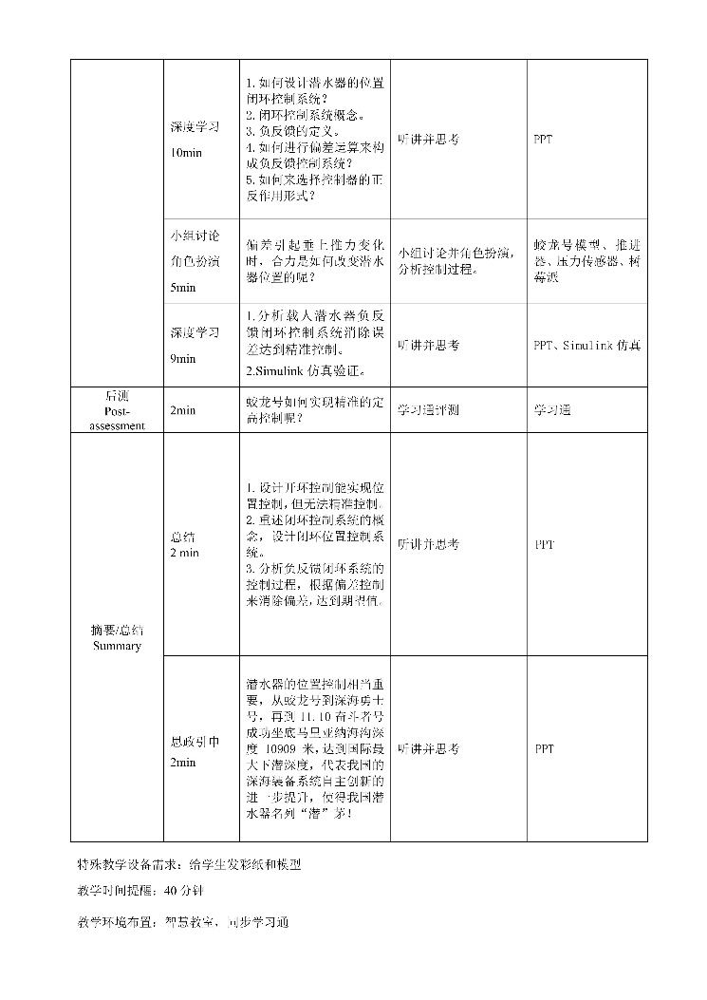 深度学习
10min
1.如何设计潜水器的位置
闭环控制系统？
2.闭环控制系统概念。
3.负反馈的定义。
4.如何进行偏差运算来构
成负反馈控制系统？
5.如何来选择控制器的正
反作用形式？
听讲并思考
PPT
小组讨论
角色扮演
5min
偏差引起垂上推力变化
时，合力是如何改变潜水
器位置的呢？
小组讨论并角色扮演，
分析控制过程。
蛟龙号模型、推进
器、压力传感器、树
莓派
深度学习
9min
1.分析载人潜水器负反
馈闭环控制系统消除误
差达到精准控制。
2.Simulink 仿真验证。
听讲并思考
PPT、Simulink 仿真
后测
Post-
assessment
2min
蛟龙号如何实现精准的定
高控制呢？
学习通评测
学习通
摘要/总结
Summary
总结
2 min
1.设计开环控制能实现位
置控制，但无法精准控制。
2.重述闭环控制系统的概
念，设计闭环位置控制系
统。
3.分析负反馈闭环系统的
控制过程，根据偏差控制
来消除偏差，达到期望值。
听讲并思考
PPT
思政引申
2min
潜水器的位置控制相当重
要，从蛟龙号到深海勇士
号，再到 11.10 奋斗者号
成功坐底马里亚纳海沟深
度 10909 米，达到国际最
大下潜深度，代表我国的
深海装备系统自主创新的
进一步提升，使得我国潜
水器名列“潜”茅！
听讲并思考
PPT
特殊教学设备需求：给学生发彩纸和模型
教学时间提醒：40 分钟
教学环境布置：智慧教室，同步学习通